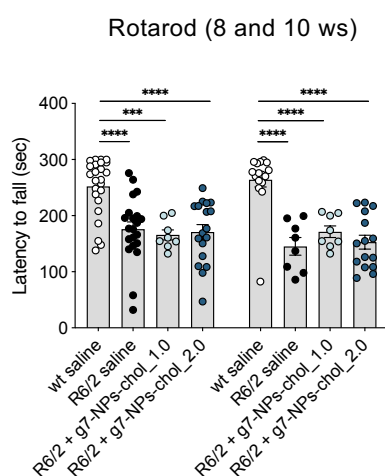 Rotarod (8 and 10 ws)
****
***
****
****
****
****
Latency to fall (sec)
400
300
200
100
0
wt saline
R6/2 saline
R6/2 + g7-NPs-chol_1.0
R6/2 + g7-NPs-chol_2.0
wt saline
R6/2 saline
R6/2 + g7-NPs-chol_1.0
R6/2 + g7-NPs-chol_2.0